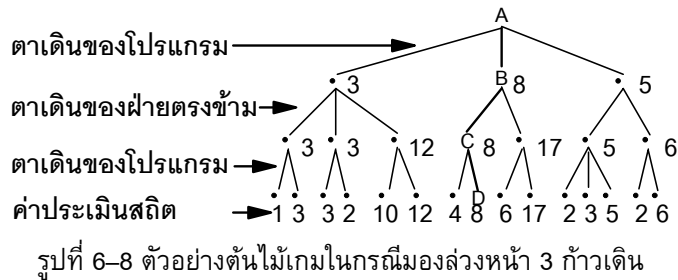 A
ตาเดินของโปรแกรม
3 B 8 5
ตาเดินของฝ่ายตรงข้าม
3 3 12 C 8 17 5 6
ตาเดินของโปรแกรม
D
ค่าประเมินสถิต 1 3 3 2 10 12 4 8 6 17 2 3 5 2 6
รูปที่ 6–8 ตัวอย่างต้นไม้เกมในกรณีมองล่วงหน้า 3 ก้าวเดิน